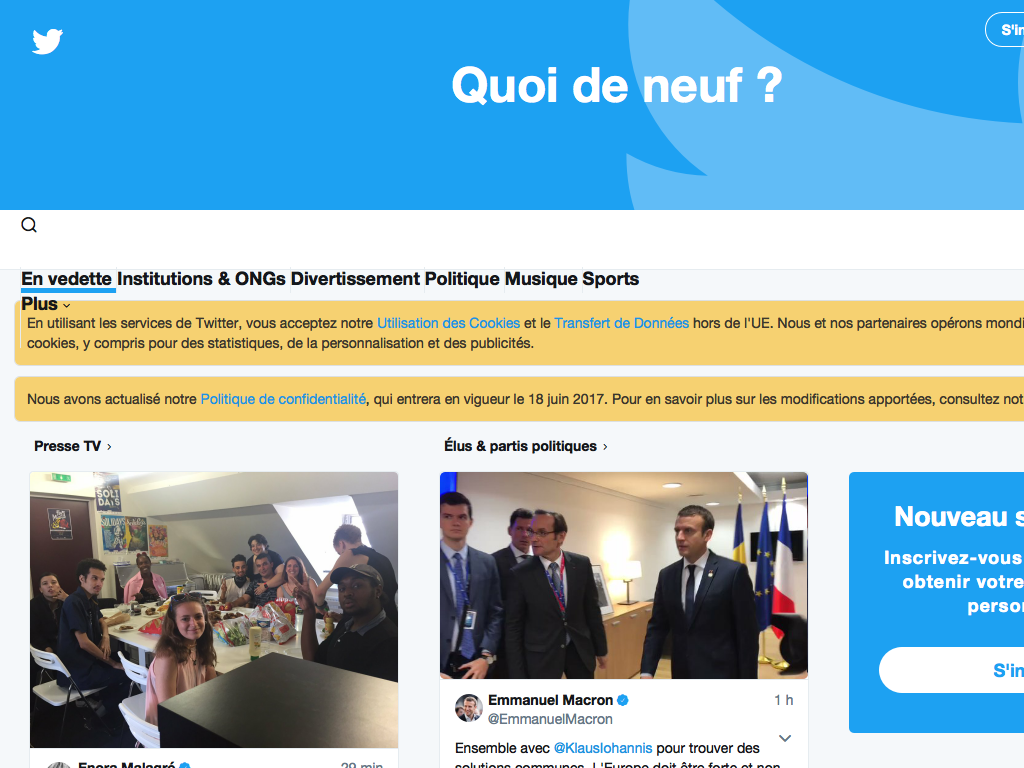 S'in
Quoi de neuf ?
En vedette Institutions & ONGs Divertissement Politique Musique Sports
Plus
En utilisant les services de Twitter, vous acceptez notre Utilisation des Cookies et le Transfert de Données hors de l'UE. Nous et nos partenaires opérons mondi
cookies, y compris pour des statistiques, de la personnalisation et des publicités.
Nous avons actualisé notre Politique de confidentialité, qui entrera en vigueur le 18 juin 2017. Pour en savoir plus sur les modifications apportées, consultez not
Presse TV
Élus & partis politiques
SOLI
DAYS
Nouveau s
Inscrivez-vous
obtenir votre
person
S'in
Emmanuel Macron 1 h
@EmmanuelMacron
Ensemble avec @KlausIohannis pour trouver des
solutions communes. L'Europe doit être forte et non
Enora Malagré 29 min